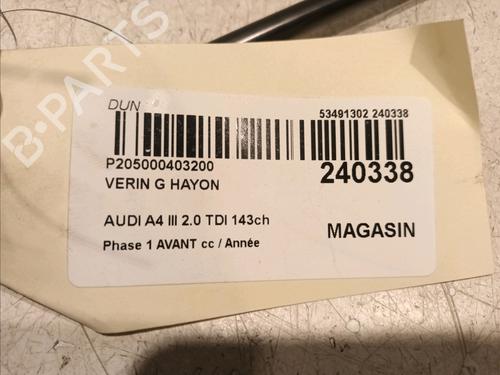 B-PARTS
DUN
53491302 240338
P205000403200
240338
VERIN G HAYON
AUDI A4 III 2.0 TDI 143ch
MAGASIN
Phase 1 AVANT cc / Année